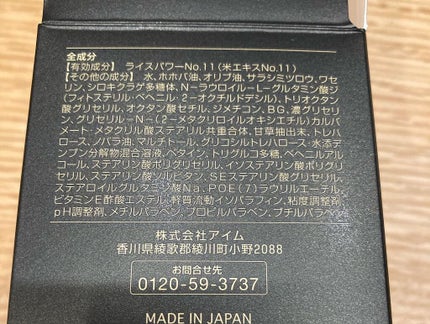 全成分
【有効成分】 ライスパワーNo.11(米エキスNo.11)
【その他の成分】 水、ホホバ油、オリブ油、サラシミツロウ、ワセ
リン、シロキクラゲ多糖体、N-ラウロイル-L-グルタミン酸ジ
(フィトステリル・ベヘニル・2-オクチルドデシル)、トリオクタン
酸グリセリル、オクタン酸セチル、ジメチコン、BG、濃グリセリ
ン、グリセリル-N-(2-メタクリロイルオキシエチル)カルバ
メート・メタクリル酸ステアリル共重合体、甘草抽出末、トレハ
ロース、ノバラ油、マルチトール、グリコシルトレハロース・水添デ
ンプン分解物混合溶液、ベタイン、トリグルコ多糖、ベヘニルアル
コール、ステアリン酸ポリグリセリル、イソステアリン酸ポリグリ
セリル、ステアリン酸ソルビタン、SEステアリン酸グリセリル、
ステアロイルグルタミン酸Na、POE(7)ラウリルエーテル、
ビタミンE酢酸エステル、軽質流動イソパラフィン、粘度調整剤、
pH調整剤、メチルパラベン、プロピルパラベン、ブチルパラベン
株式会社アイム
香川県綾歌郡綾川町小野2088
お問合せ先
0120-59-3737
MADE IN JAPAN